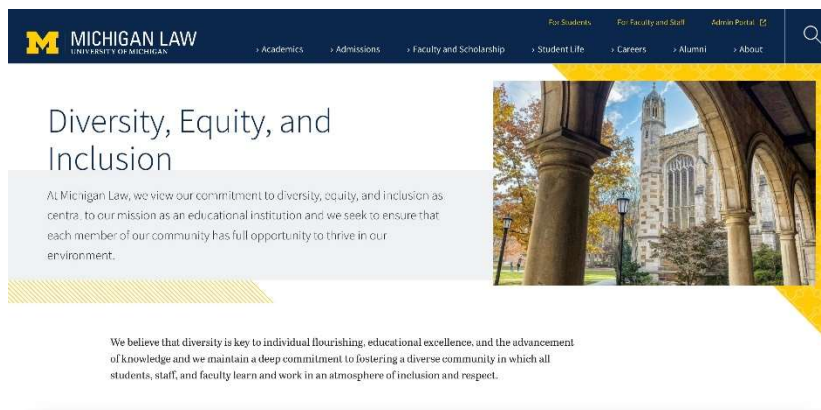 For Students For Faculty and Staff Admin Portal
M MICHIGAN LAW
UNIVERSITY OF MICHIGAN
› Academics › Admissions › Faculty and Scholarship › Student Life › Careers › Alumni › About
Diversity, Equity, and
Inclusion
At Michigan Law, we view our commitment to diversity, equity, and inclusion as
central to our mission as an educational institution and we seek to ensure that
each member of our community has full opportunity to thrive in our
environment.
We believe that diversity is key to individual flourishing, educational excellence, and the advancement
of knowledge and we maintain a deep commitment to fostering a diverse community in which all
students, staff, and faculty learn and work in an atmosphere of inclusion and respect.